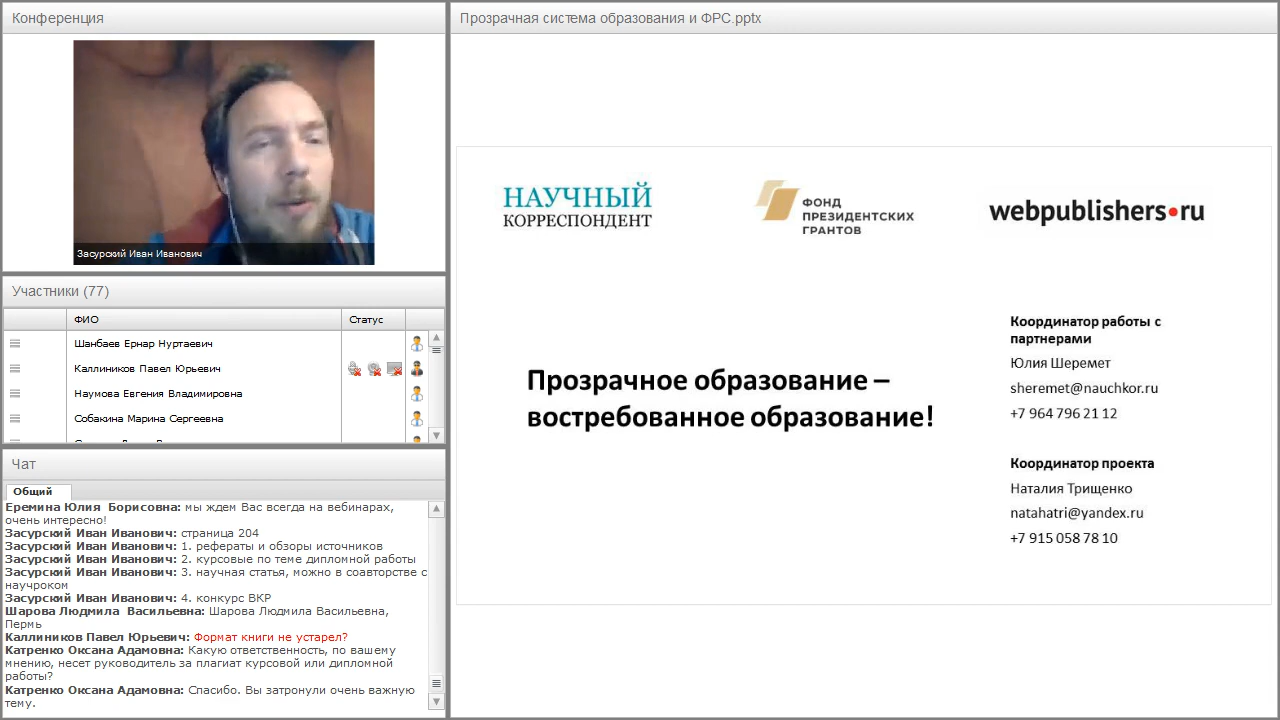 Конференция
Засурский Иван Иванович
Участники (77)
ФИО
Статус
Шанбаев Ернар Нуртаевич
Каллиников Павел Юрьевич
Наумова Евгения Владимировна
Собакина Марина Сергеевна
Чат
Общий
Еремина Юлия Борисовна: мы ждем Вас всегда на вебинарах,
очень интересно!
Засурский Иван Иванович: страница 204
Засурский Иван Иванович: 1. рефераты и обзоры источников
Засурский Иван Иванович: 2. курсовые по теме дипломной работы
Засурский Иван Иванович: 3. научная статья, можно в соавторстве с
научроком
Засурский Иван Иванович: 4. конкурс ВКР
Шарова Людмила Васильевна: Шарова Людмила Васильевна,
Пермь
Каллиников Павел Юрьевич: Формат книги не устарел?
Катренко Оксана Адамовна: Какую ответственность, по вашему
мнению, несет руководитель за плагиат курсовой или дипломной
работы?
Катренко Оксана Адамовна: Спасибо. Вы затронули очень важную
тему.
Прозрачная система образования и ФРС.pptx
НАУЧНЫЙ
КОРРЕСПОНДЕНТ
ФОНД
ПРЕЗИДЕНТСКИХ
ГРАНТОВ
webpublishers.ru
Прозрачное образование –
востребованное образование!
Координатор работы с
партнерами
Юлия Шеремет
sheremet@nauchkor.ru
+7 964 796 21 12
Координатор проекта
Наталия Трищенко
natahatri@yandex.ru
+7 915 058 78 10